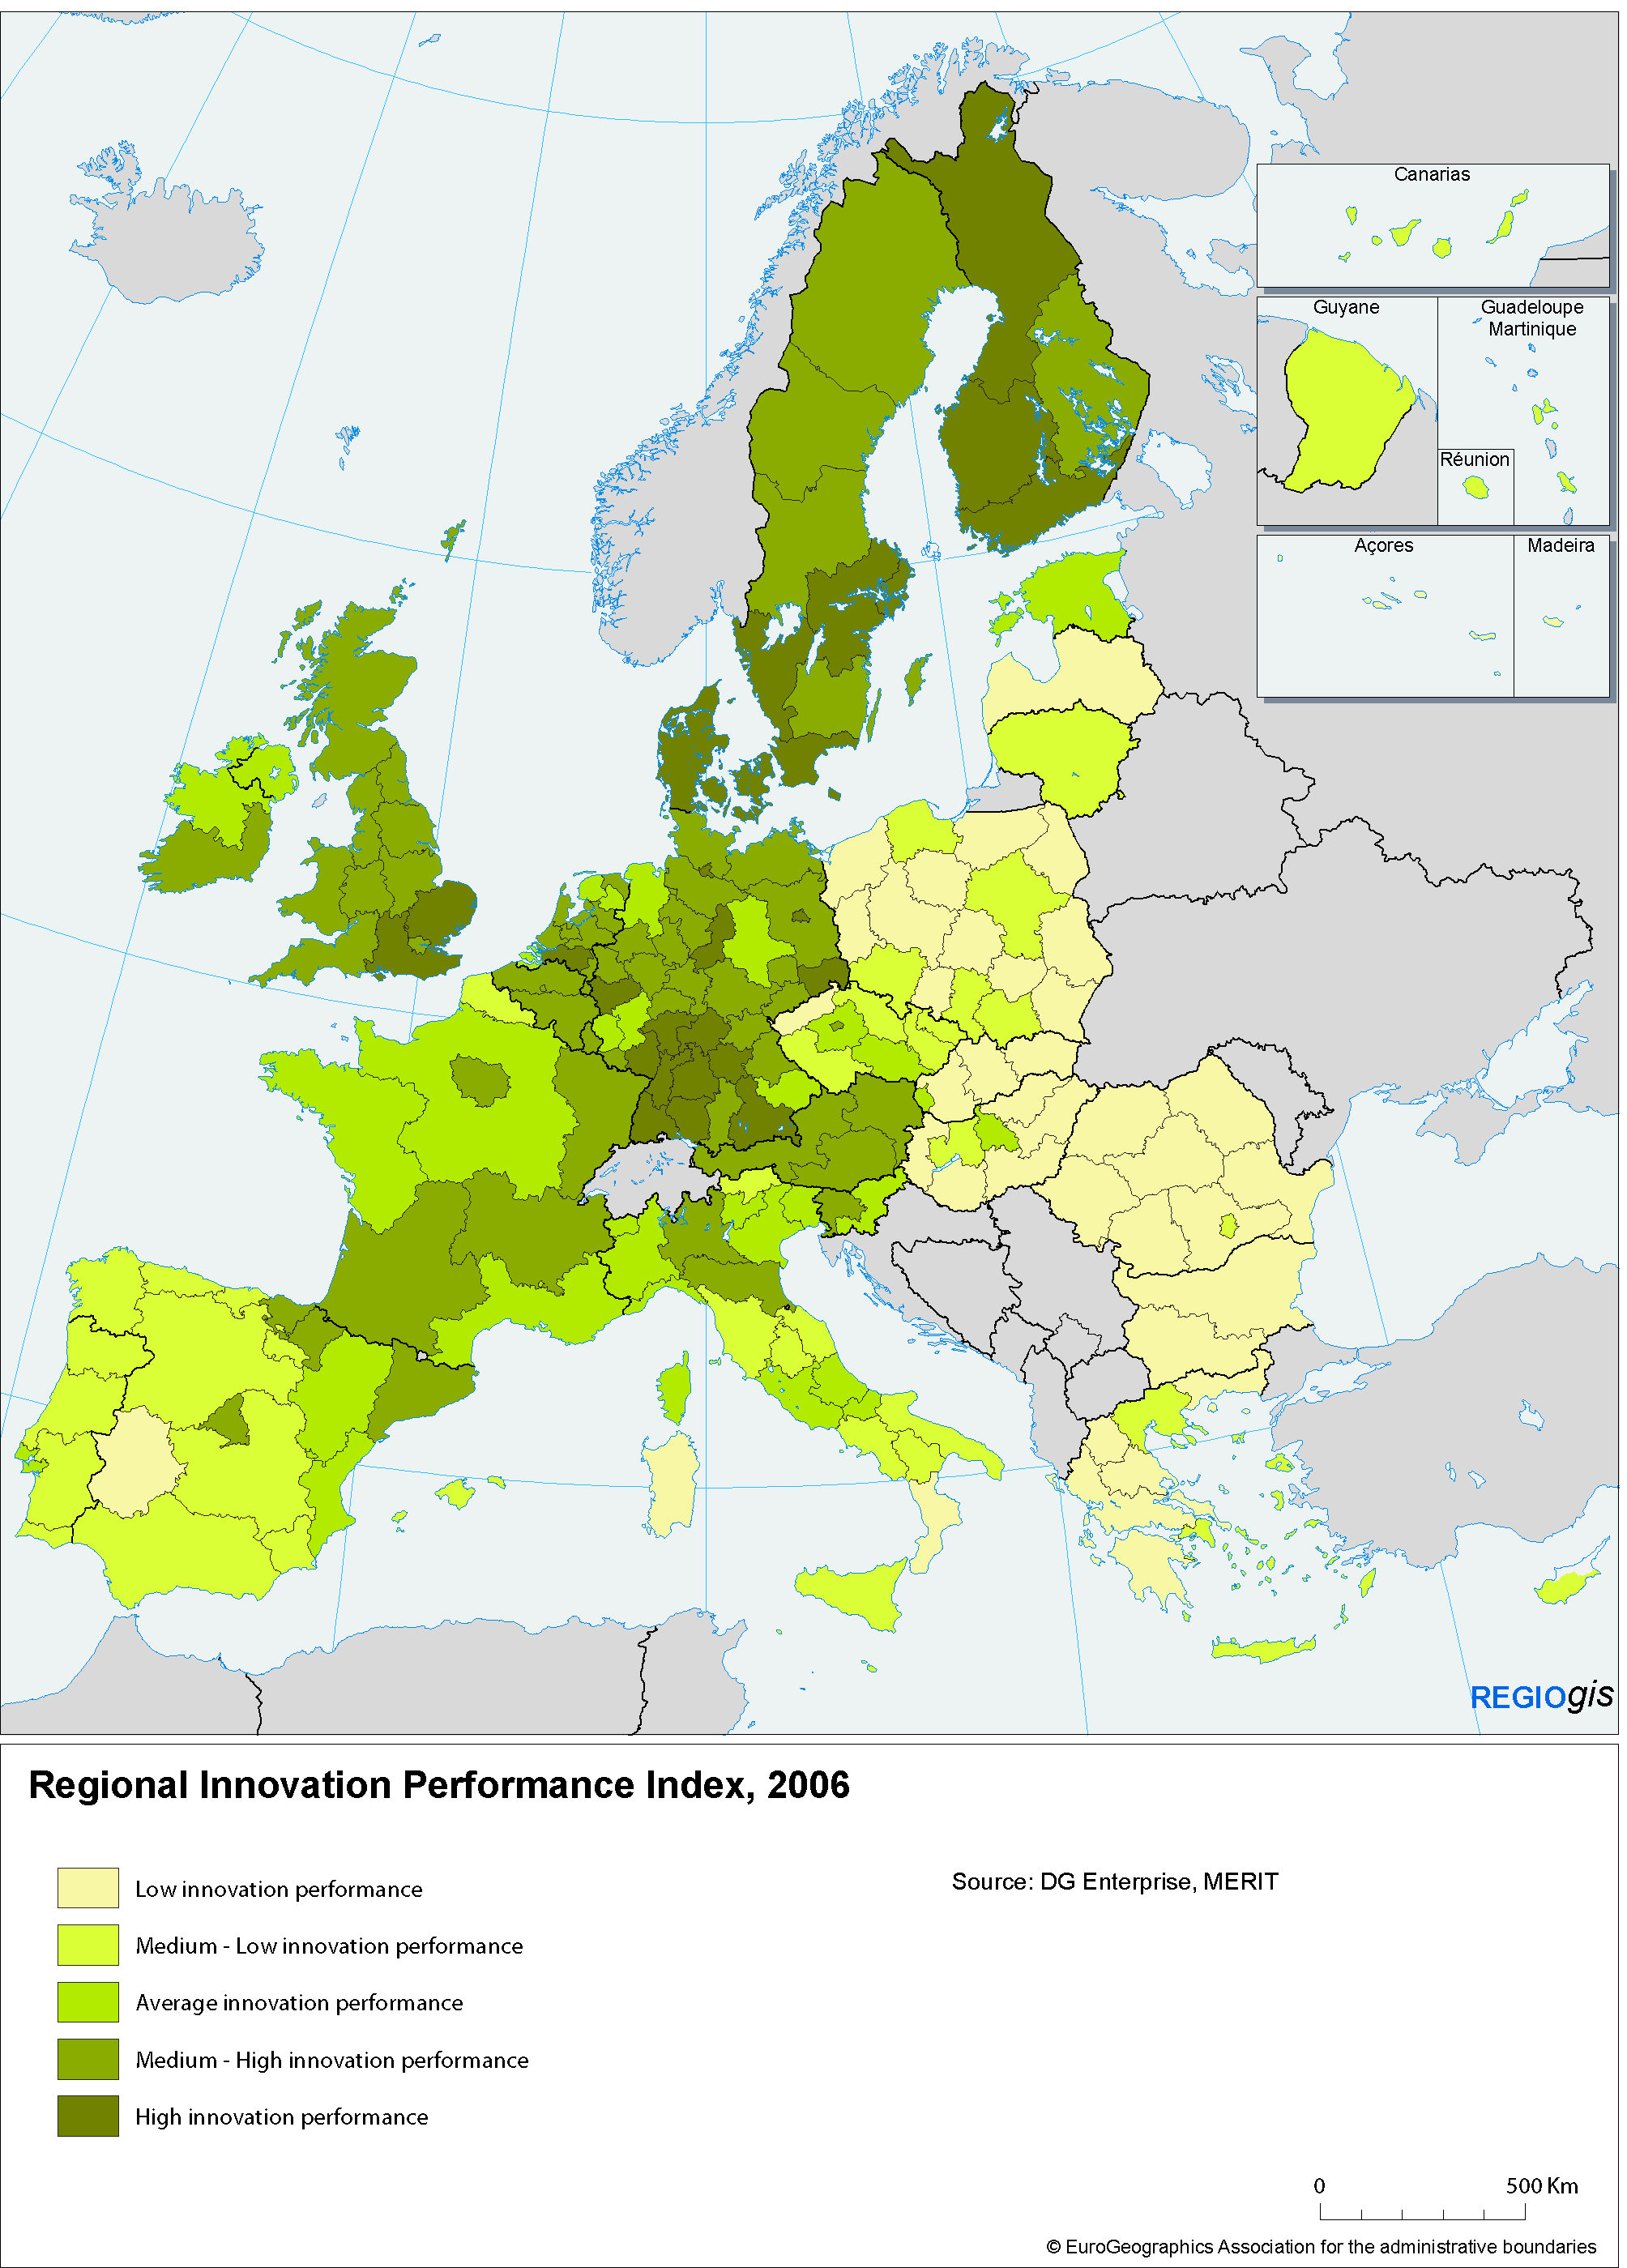 Canarias
Guyane
Guadeloupe
Martinique
Réunion
Açores
Madeira
REGIOgis
Regional Innovation Performance Index, 2006
Low innovation performance
Source: DG Enterprise, MERIT
Medium - Low innovation performance
Average innovation performance
Medium - High innovation performance
High innovation performance
0 500 Km
© EuroGeographics Association for the administrative boundaries